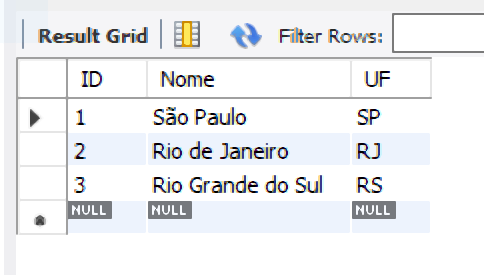 Result Grid Filter Rows:
ID Nome UF
1 São Paulo SP
2 Rio de Janeiro RJ
3 Rio Grande do Sul RS
NULL NULL NULL